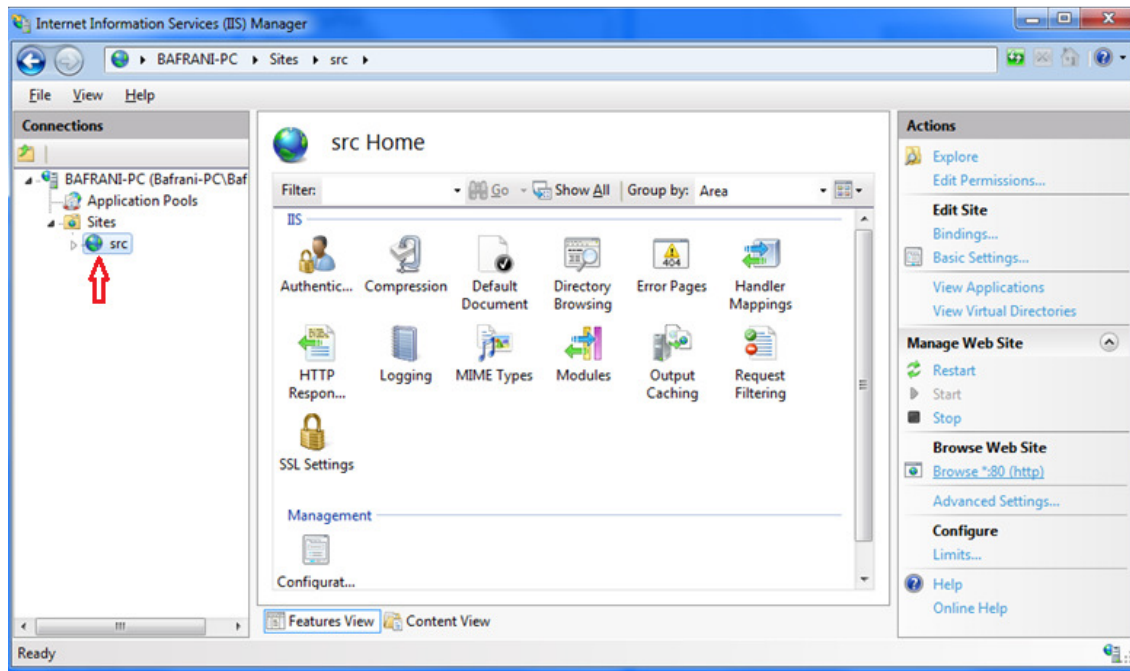 Internet Information Services (IIS) Manager
BAFRANI-PC Sites src
File View Help
Connections
BAFRANI-PC (Bafrani-PC\Baf
Application Pools
Sites
src
src Home
Filter: Go Show All Group by: Area
IIS
Authentic... Compression Default Document Directory Browsing Error Pages Handler Mappings
HTTP Respon... Logging MIME Types Modules Output Caching Request Filtering
SSL Settings
Management
Configurat...
Features View Content View
Actions
Explore
Edit Permissions...
Edit Site
Bindings...
Basic Settings...
View Applications
View Virtual Directories
Manage Web Site
Restart
Start
Stop
Browse Web Site
Browse *:80 (http)
Advanced Settings...
Configure
Limits...
Help
Online Help
Ready